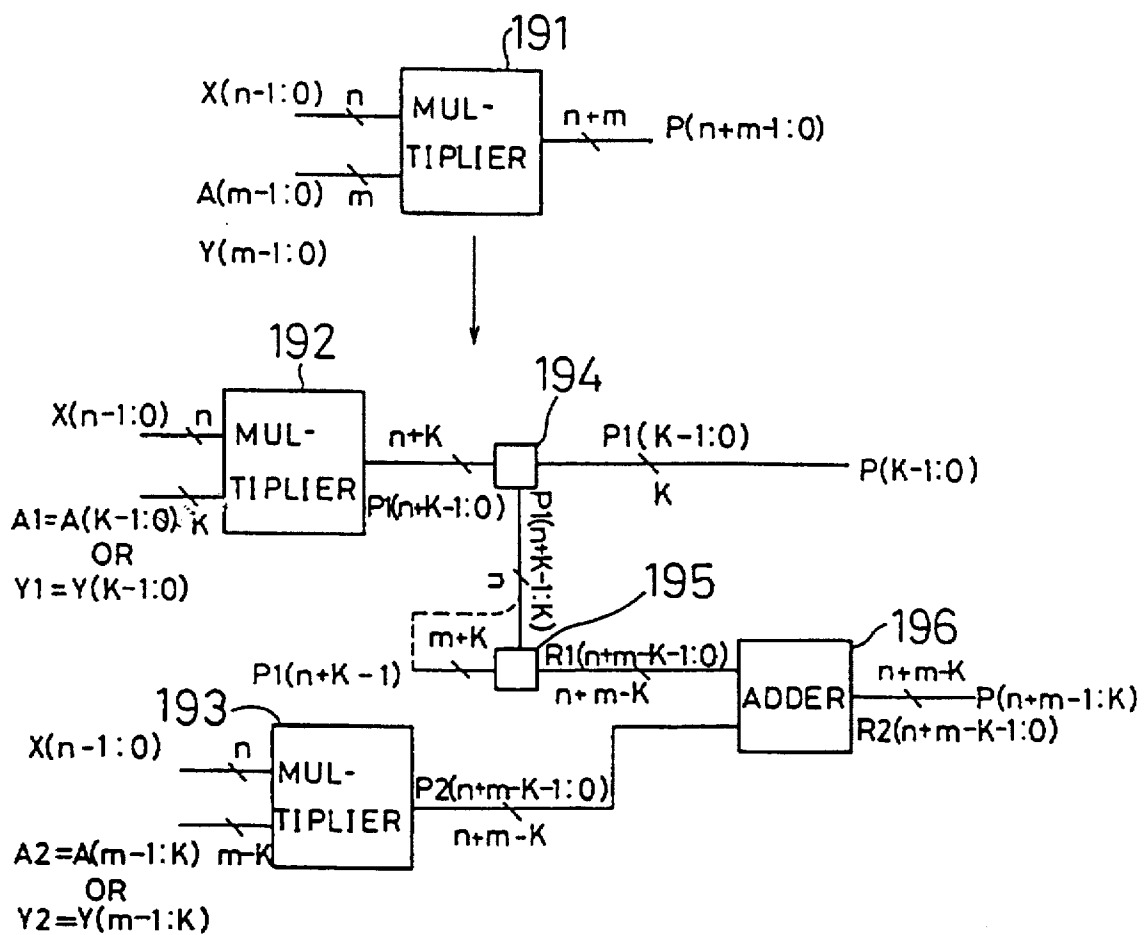 191
X(n-1:0) n
MUL-
TIPLIER
n+m
P(n+m-1:0)
A(m-1:0) m
Y(m-1:0)
192
194
X(n-1:0) n
MUL-
TIPLIER
n+K
P1(K-1:0)
K
P(K-1:0)
P1(n+K-1:0)
A1=A(K-1:0) K
OR
Y1=Y(K-1:0)
P1(n+K-1:K)
n
195
m+K
P1(n+K-1)
R1(n+m-K-1:0)
n+m-K
196
ADDER
n+m-K
P(n+m-1:K)
R2(n+m-K-1:0)
193
X(n-1:0) n
MUL-
TIPLIER
P2(n+m-K-1:0)
n+m-K
A2=A(m-1:K) m-K
OR
Y2=Y(m-1:K)